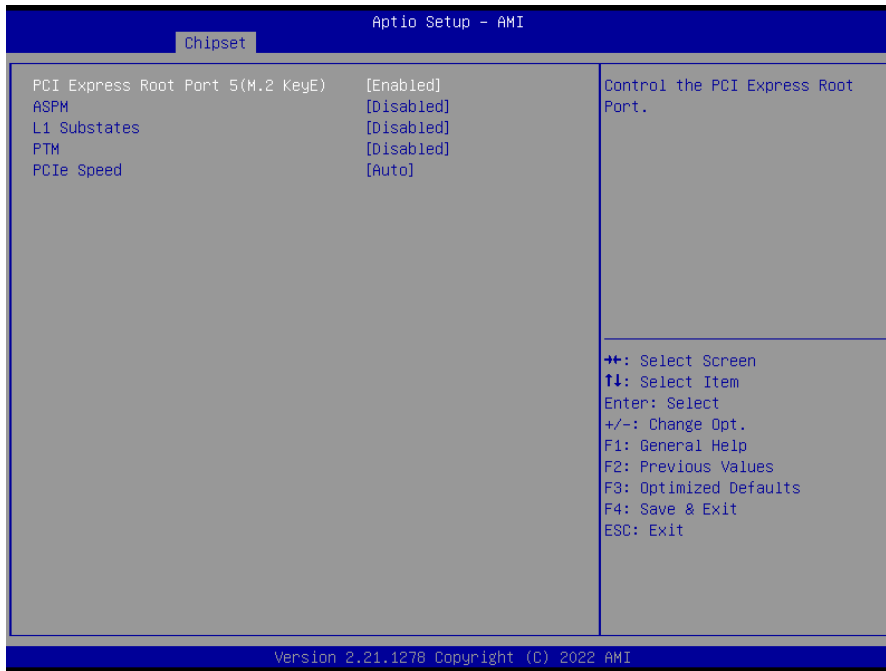 Aptio Setup – AMI
Chipset
PCI Express Root Port 5(M.2 KeyE) [Enabled]
ASPM [Disabled]
L1 Substates [Disabled]
PTM [Disabled]
PCIe Speed [Auto]
Control the PCI Express Root
Port.
→←: Select Screen
↑↓: Select Item
Enter: Select
+/-: Change Opt.
F1: General Help
F2: Previous Values
F3: Optimized Defaults
F4: Save & Exit
ESC: Exit
Version 2.21.1278 Copyright (C) 2022 AMI